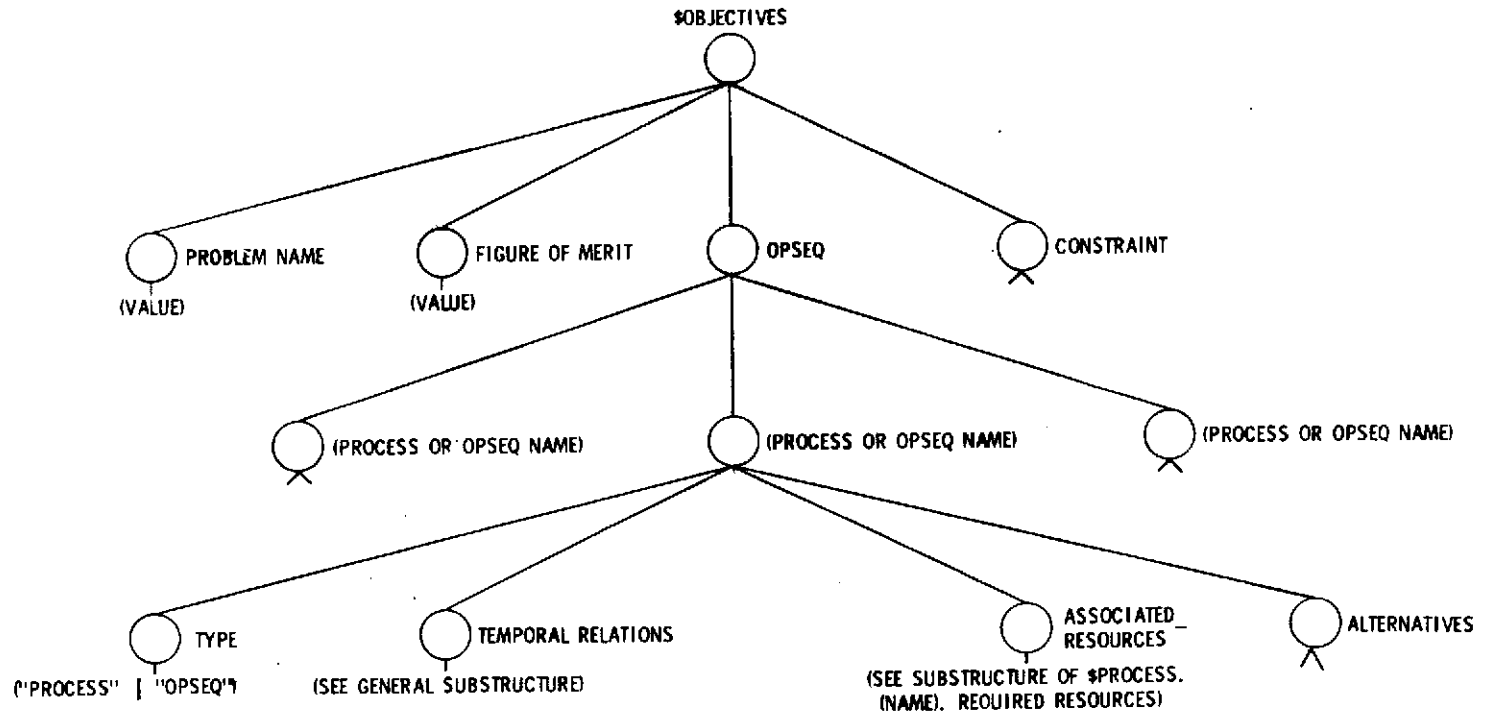 $OBJECTIVES
PROBLEM NAME
(VALUE)
FIGURE OF MERIT
(VALUE)
OPSEQ
CONSTRAINT
(PROCESS OR OPSEQ NAME)
(PROCESS OR OPSEQ NAME)
(PROCESS OR OPSEQ NAME)
TYPE
("PROCESS" | "OPSEQ")
TEMPORAL RELATIONS
(SEE GENERAL SUBSTRUCTURE)
ASSOCIATED_
RESOURCES
(SEE SUBSTRUCTURE OF $PROCESS.
(NAME). REQUIRED RESOURCES)
ALTERNATIVES